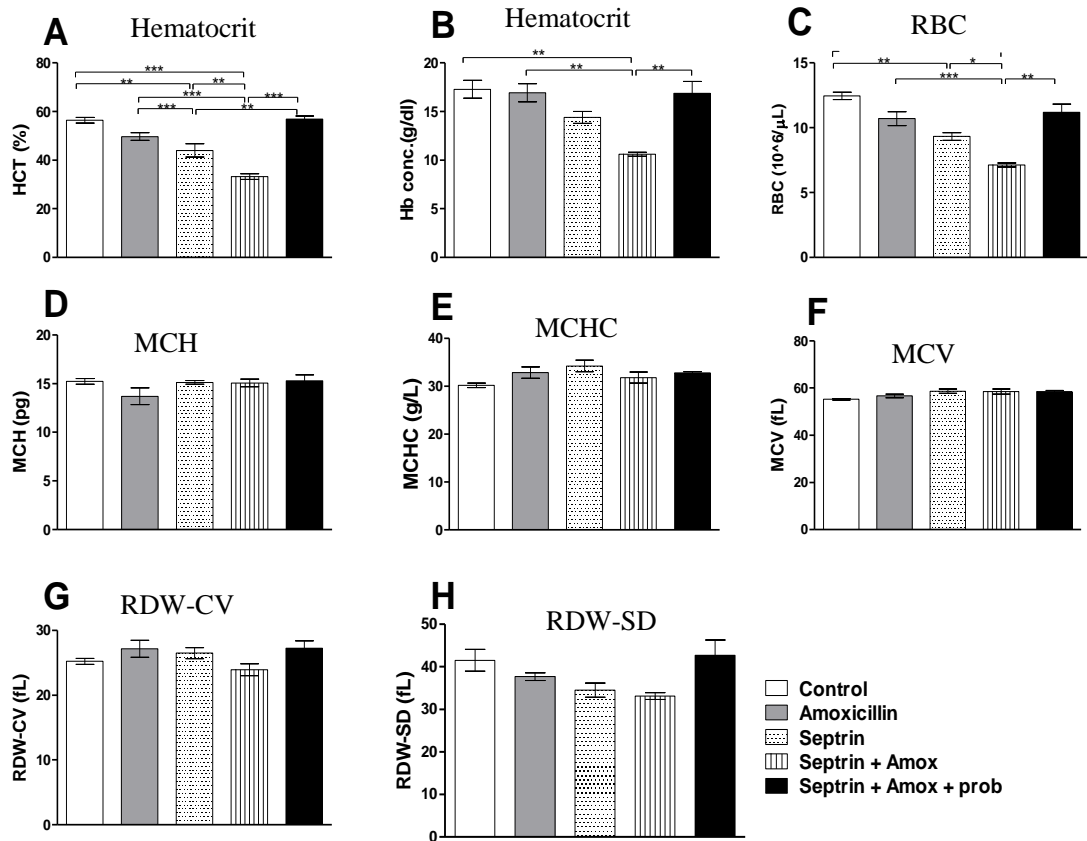 A
Hematocrit
HCT (%)
80
60
40
20
0
***
**
**
***
***
***
**
B
Hematocrit
Hb conc.(g/dl)
20
15
10
5
0
**
**
**
C
RBC
RBC (10^6/µL)
15
10
5
0
**
*
***
**
D
MCH
MCH (pg)
20
15
10
5
0
E
MCHC
MCHC (g/L)
40
30
20
10
0
F
MCV
MCV (fL)
80
60
40
20
0
G
RDW-CV
RDW-CV (fL)
30
20
10
0
H
RDW-SD
RDW-SD (fL)
50
40
30
20
10
0
Control
Amoxicillin
Septrin
Septrin + Amox
Septrin + Amox + prob